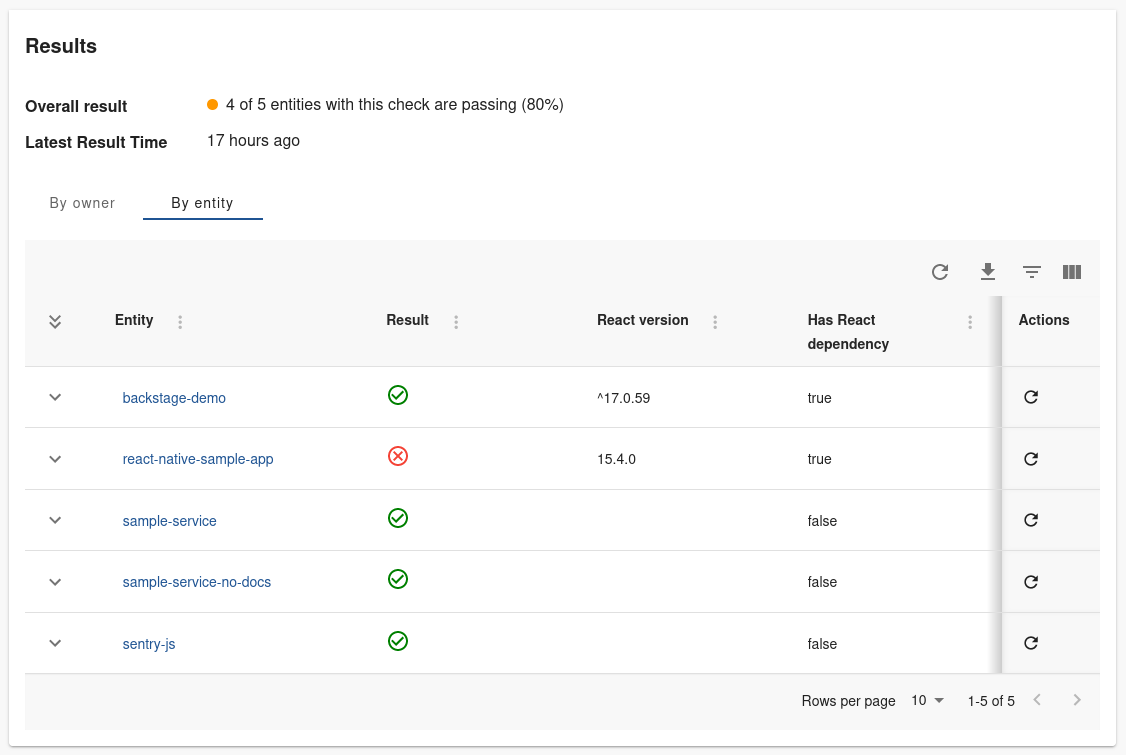 Results
Overall result 4 of 5 entities with this check are passing (80%)
Latest Result Time 17 hours ago
By owner By entity
Entity Result React version Has React dependency Actions
backstage-demo ^17.0.59 true
react-native-sample-app 15.4.0 true
sample-service false
sample-service-no-docs false
sentry-js false
Rows per page 10 1-5 of 5